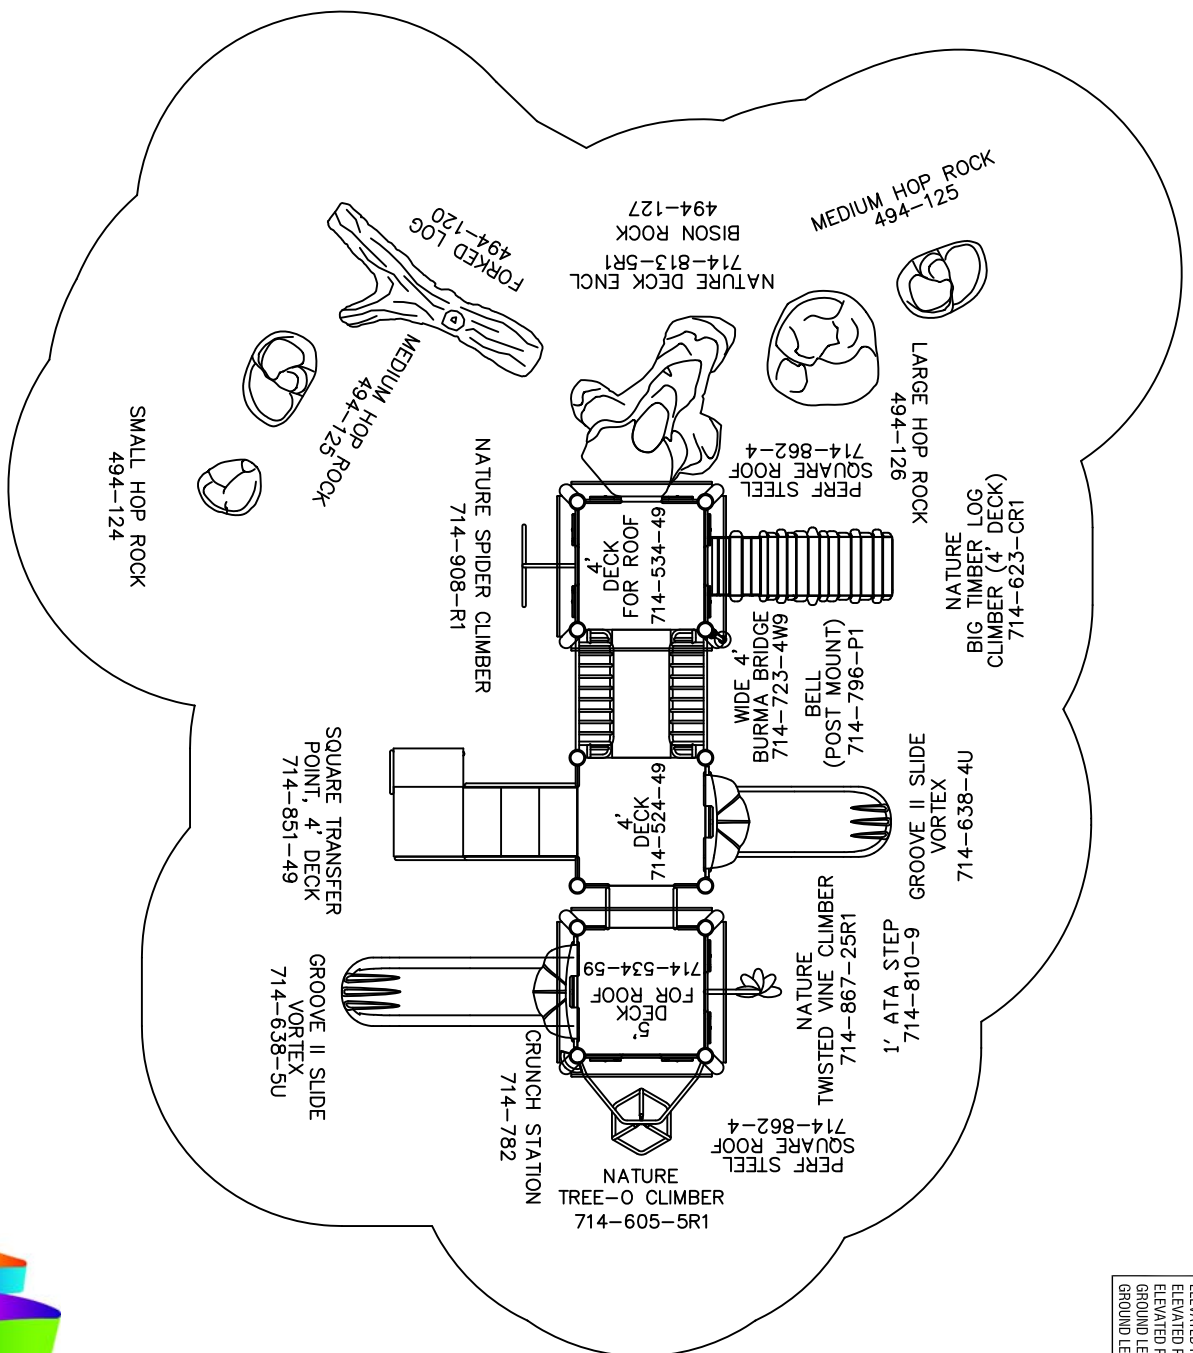 MEDIUM HOP ROCK
494-125
FORKED LOG
494-120
BISON ROCK
494-127
NATURE DECK ENCL
714-813-5R1
LARGE HOP ROCK
494-126
MEDIUM HOP ROCK
494-125
SMALL HOP ROCK
494-124
NATURE SPIDER CLIMBER
714-908-R1
PERF STEEL
SQUARE ROOF
714-862-4
4'
DECK
FOR ROOF
714-534-49
NATURE
BIG TIMBER LOG
CLIMBER (4' DECK)
714-623-CR1
WIDE 4'
BURMA BRIDGE
714-723-4W9
BELL
(POST MOUNT)
714-796-P1
SQUARE TRANSFER
POINT, 4' DECK
714-851-49
4'
DECK
714-524-49
GROOVE II SLIDE
VORTEX
714-638-4U
GROOVE II SLIDE
VORTEX
714-638-5U
5'
DECK
FOR ROOF
714-534-59
NATURE
TWISTED VINE CLIMBER
714-867-25R1
1' ATA STEP
714-810-9
CRUNCH STATION
714-782
PERF STEEL
SQUARE ROOF
714-862-4
NATURE
TREE-O CLIMBER
714-605-5R1
ELEVATED
ELEVATED
GROUND
GROUND